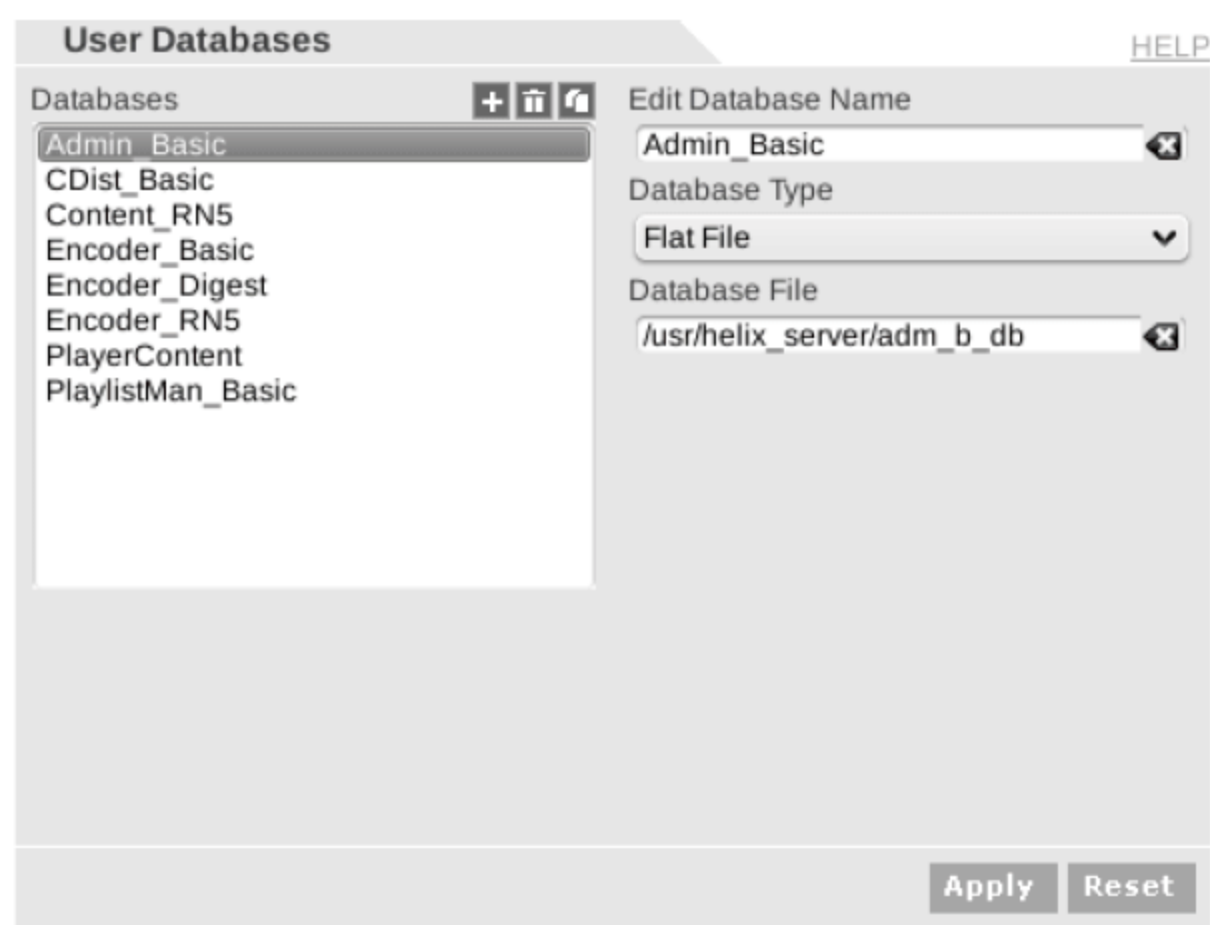 User Databases
HELP
Databases
Admin_Basic
CDist_Basic
Content_RN5
Encoder_Basic
Encoder_Digest
Encoder_RN5
PlayerContent
PlaylistMan_Basic
Edit Database Name
Admin_Basic
Database Type
Flat File
Database File
/usr/helix_server/adm_b_db
Apply
Reset